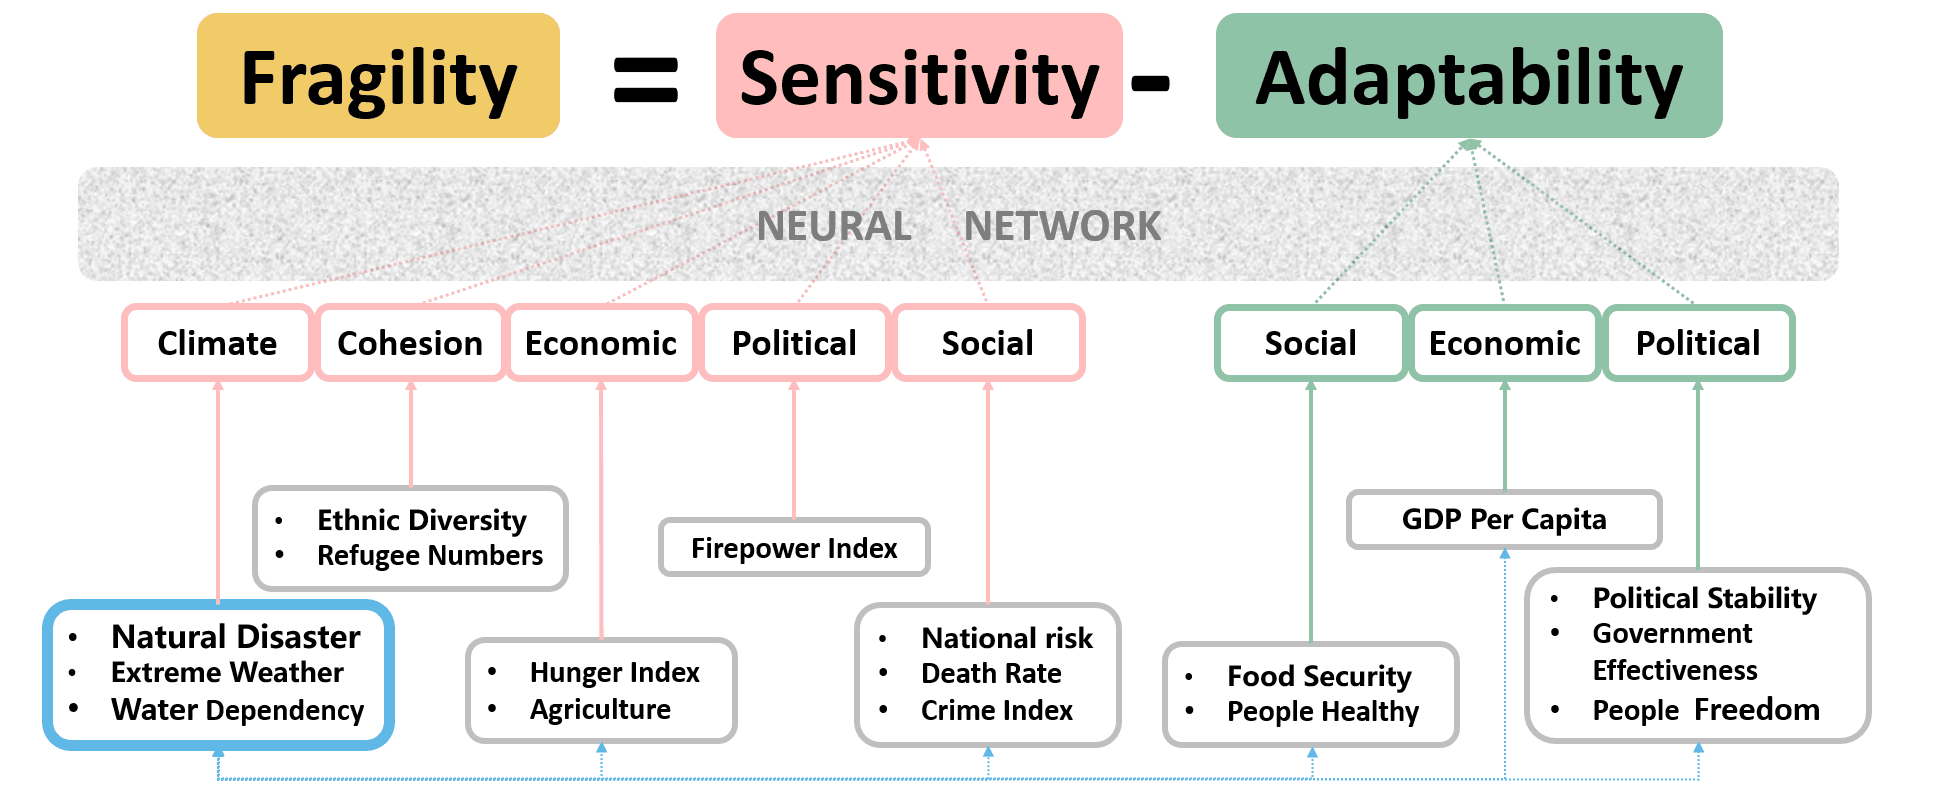 Fragility = Sensitivity - Adaptability
NEURAL NETWORK
Climate
Cohesion
Economic
Political
Social
Social
Economic
Political
• Ethnic Diversity
• Refugee Numbers
Firepower Index
GDP Per Capita
• Natural Disaster
• Extreme Weather
• Water Dependency
• Hunger Index
• Agriculture
• National risk
• Death Rate
• Crime Index
• Food Security
• People Healthy
• Political Stability
• Government
Effectiveness
• People Freedom